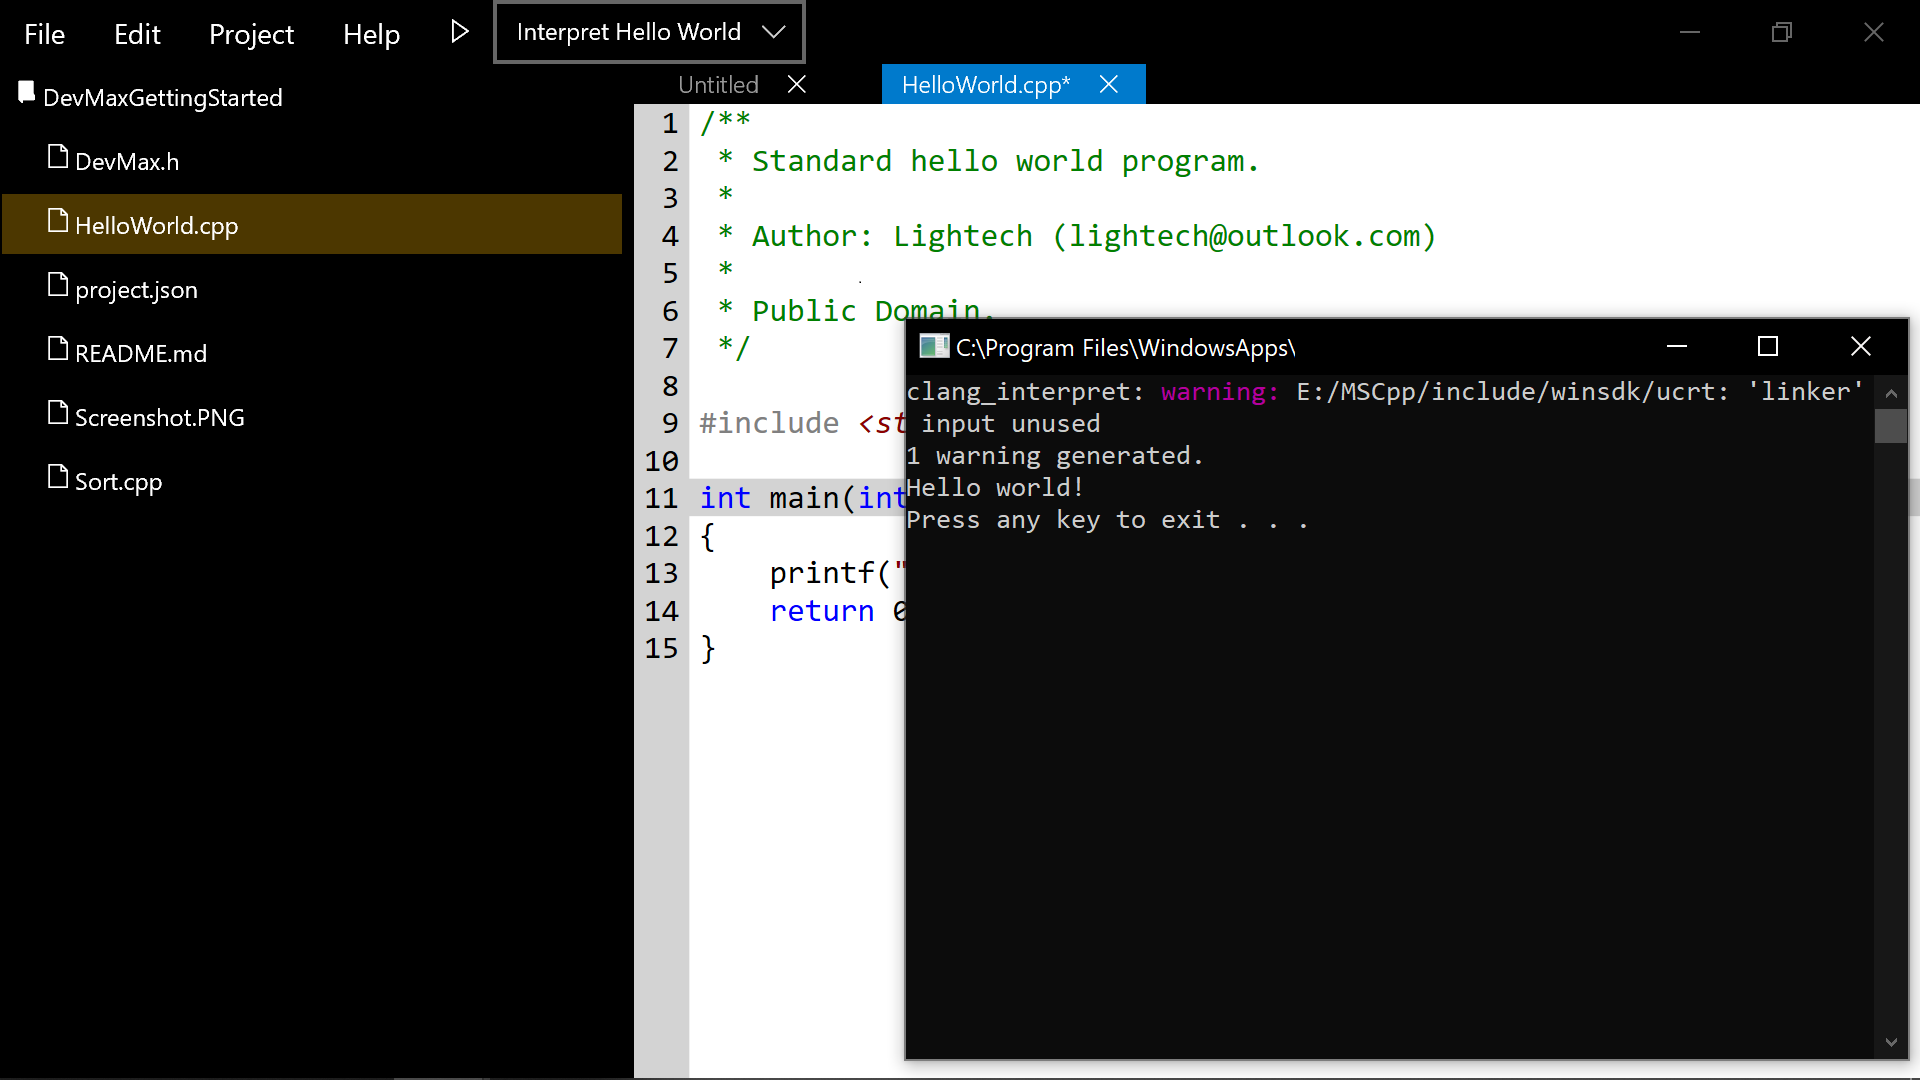 File Edit Project Help Interpret Hello World
Untitled HelloWorld.cpp*
DevMaxGettingStarted
DevMax.h
HelloWorld.cpp
project.json
README.md
Screenshot.PNG
Sort.cpp
1 /**
2 * Standard hello world program.
3 *
4 * Author: Lightech (lightech@outlook.com)
5 *
6 * Public Domain.
7 */
8
9 #include <st
10
11 int main(int
12 {
13 printf("
14 return 0
15 }
C:\Program Files\WindowsApps\
clang_interpret: warning: E:/MSCpp/include/winsdk/ucrt: 'linker'
input unused
1 warning generated.
Hello world!
Press any key to exit . . .